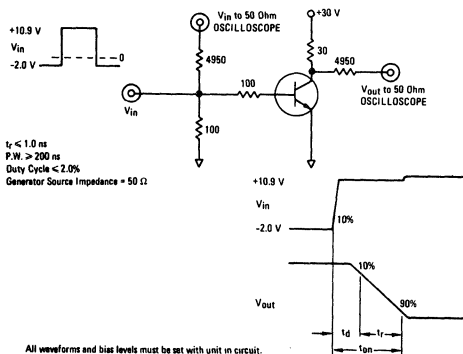 +10.9 V
Vin
-2.0 V
0
Vin to 50 Ohm
OSCILLOSCOPE
4950
Vin
100
100
+30 V
30
4950
Vout to 50 Ohm
OSCILLOSCOPE
tr ≤ 1.0 ns
P.W. ≥ 200 ns
Duty Cycle ≤ 2.0%
Generator Source Impedance = 50 Ω
+10.9 V
Vin
-2.0 V
10%
10%
Vout
90%
td
tr
ton
All waveforms and bias levels must be set with unit in circuit.